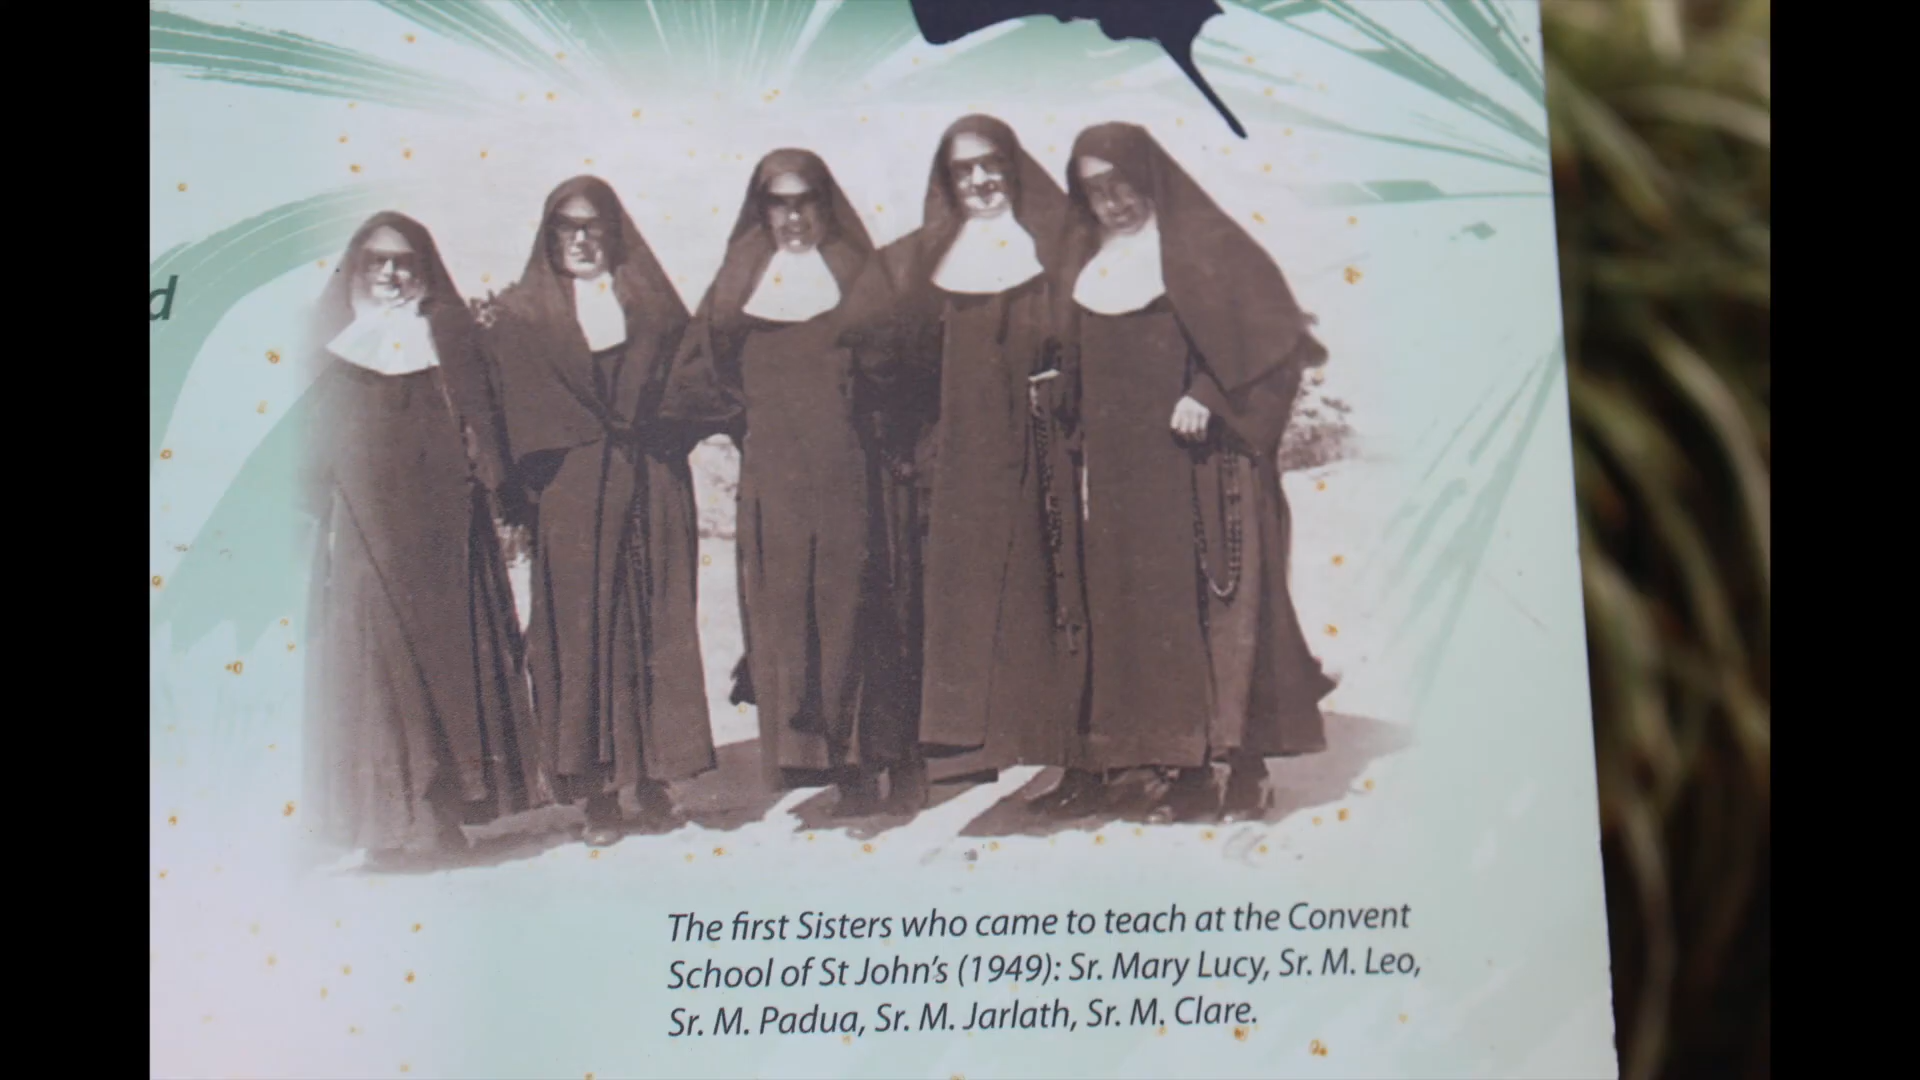 d
The first Sisters who came to teach at the Convent
School of St John's (1949): Sr. Mary Lucy, Sr. M. Leo,
Sr. M. Padua, Sr. M. Jarlath, Sr. M. Clare.